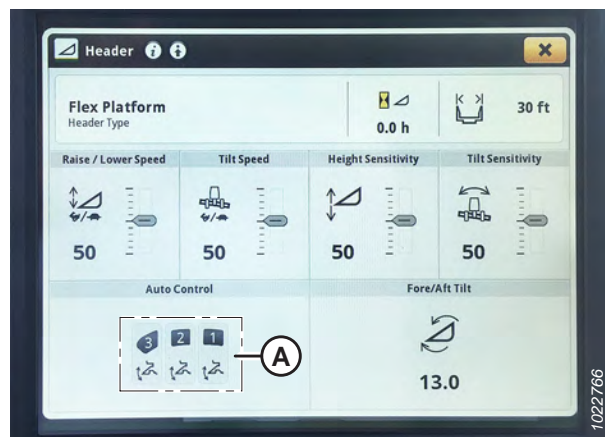 Header
Flex Platform
Header Type
0.0 h
30 ft
Raise / Lower Speed
Tilt Speed
Height Sensitivity
Tilt Sensitivity
50
50
50
50
Auto Control
Fore/Aft Tilt
3 2 1
A
13.0
1022766